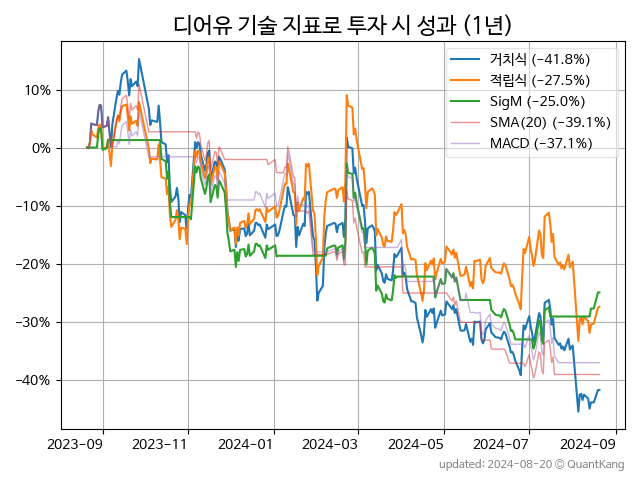 디어유 기술 지표로 투자 시 성과 (1년)
거치식 (−41.8%)
적립식 (−27.5%)
SigM (−25.0%)
SMA(20) (−39.1%)
MACD (−37.1%)
10%
0%
−10%
−20%
−30%
−40%
2023−09 2023−11 2024−01 2024−03 2024−05 2024−07 2024−09
updated: 2024-08-20 © QuantKang